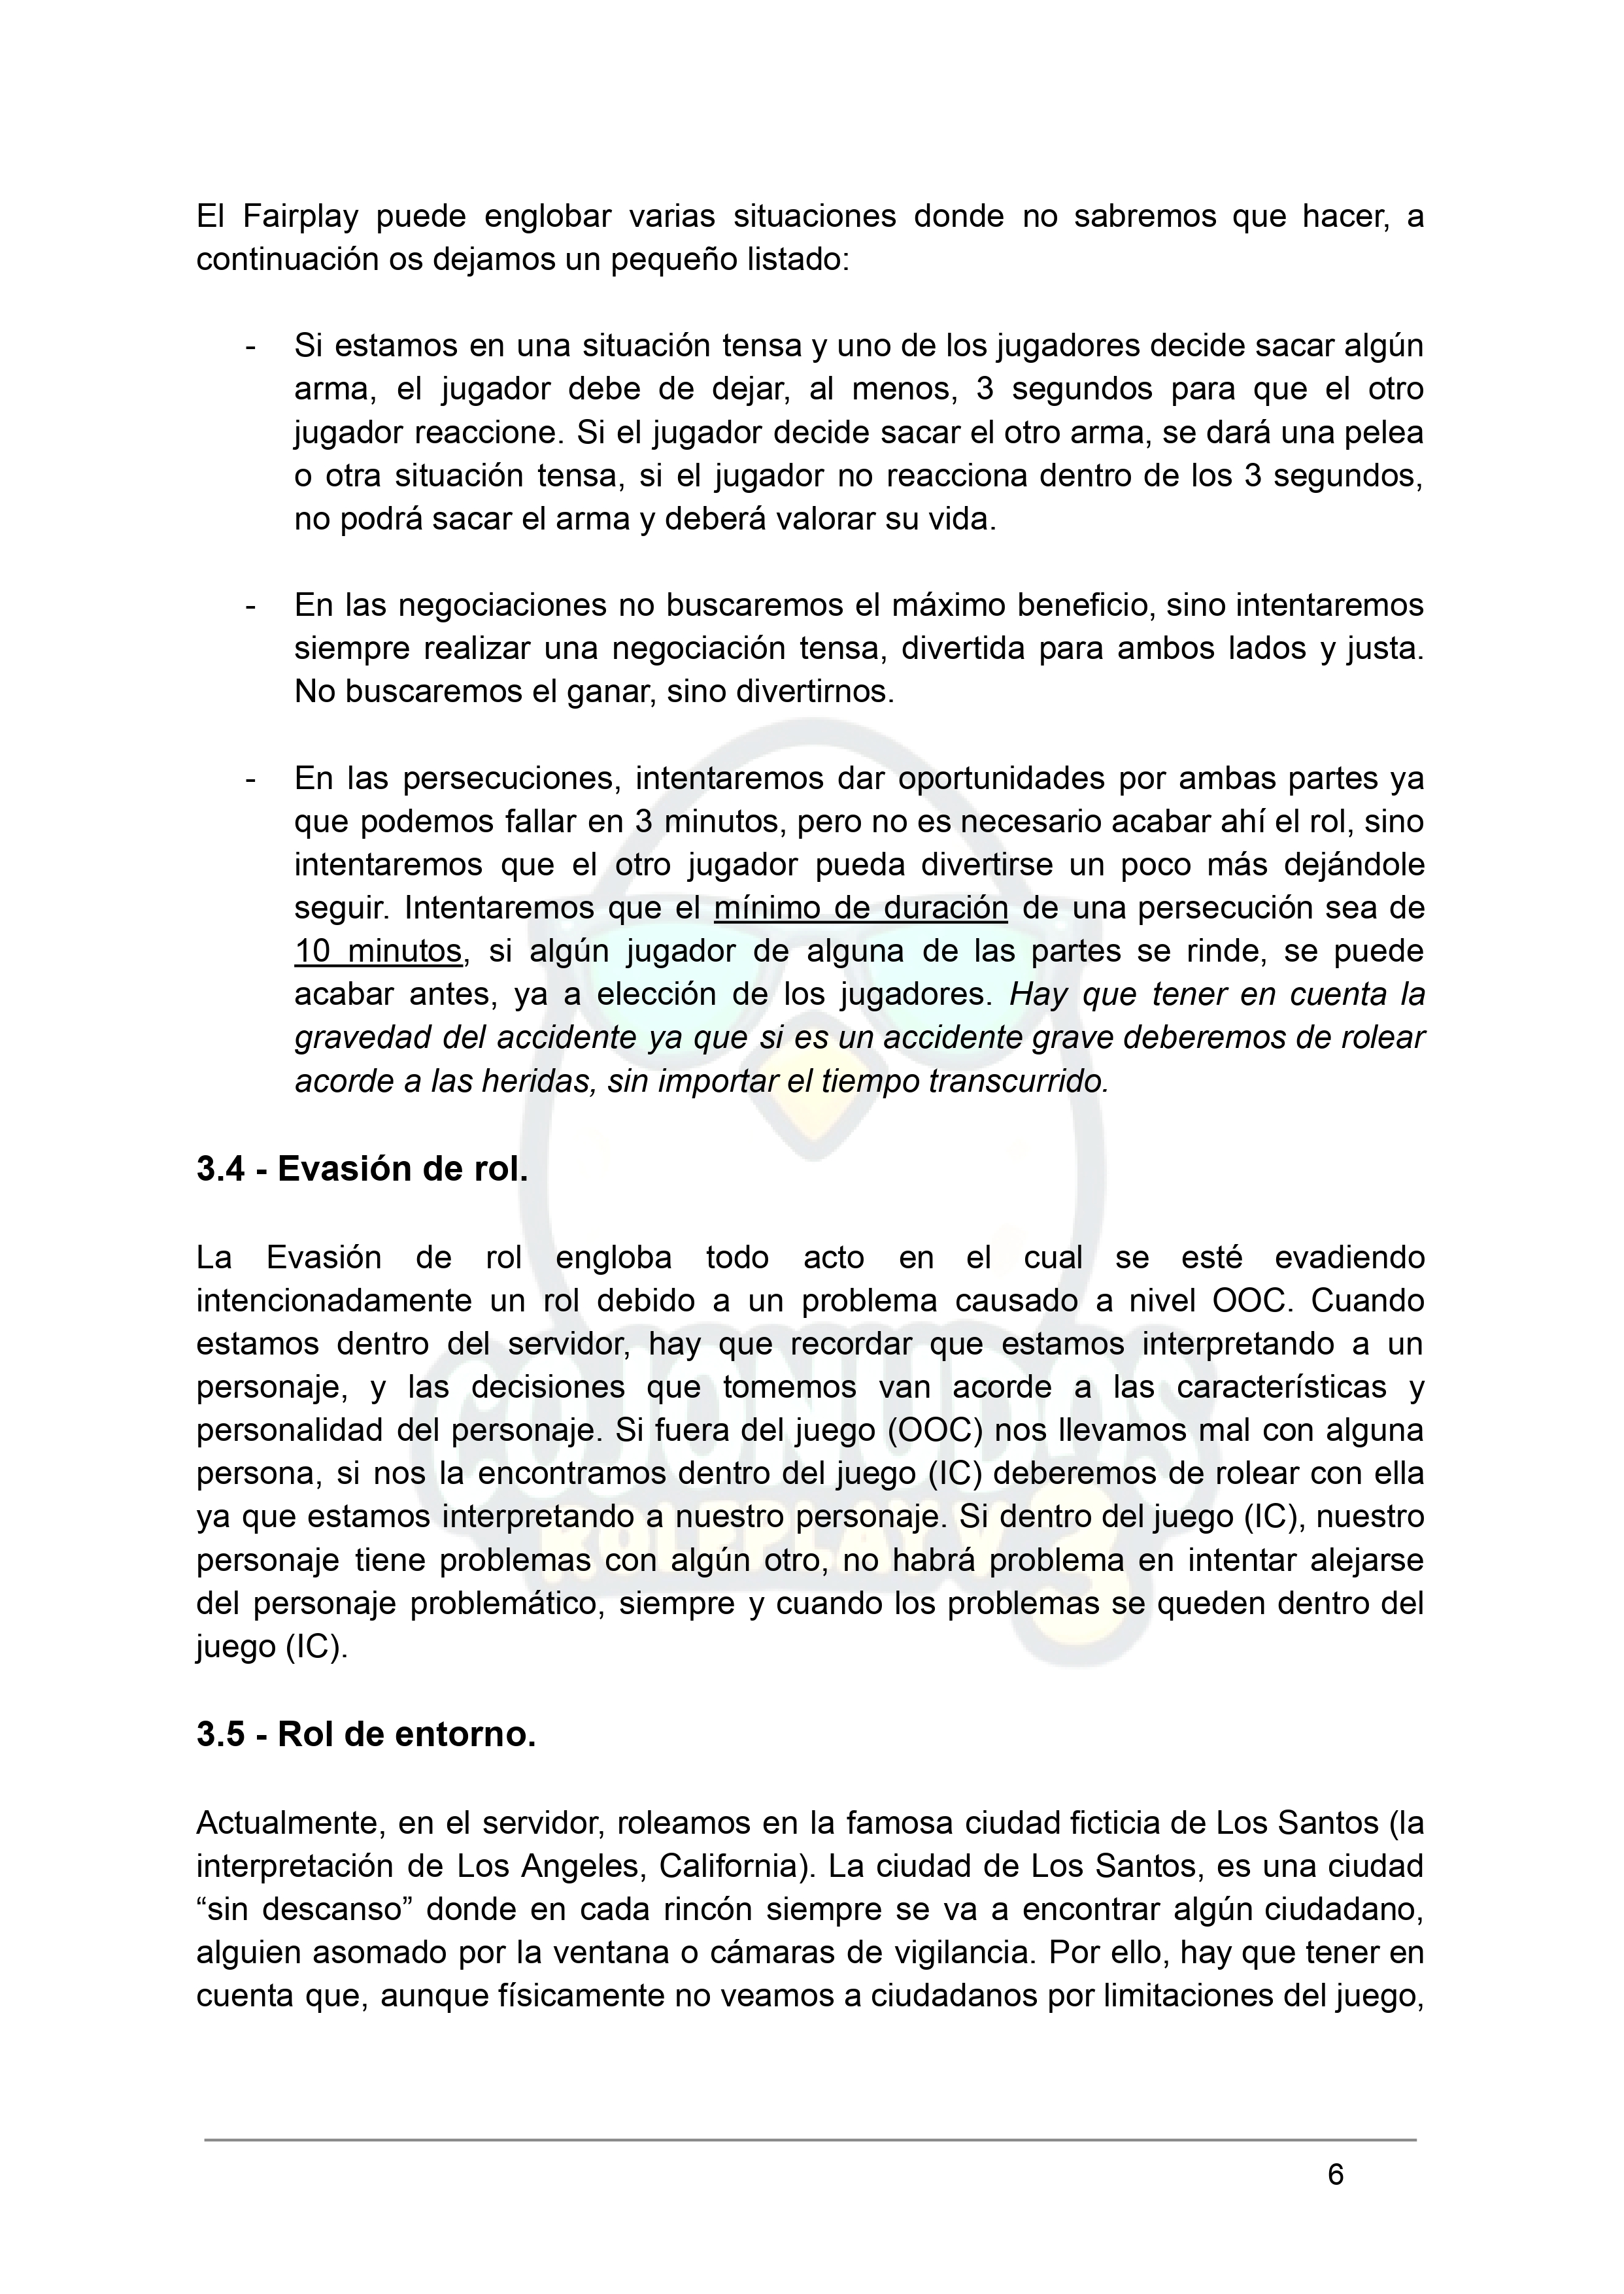 El Fairplay puede englobar varias situaciones donde no sabremos que hacer, a
continuación os dejamos un pequeño listado:
- Si estamos en una situación tensa y uno de los jugadores decide sacar algún
arma, el jugador debe de dejar, al menos, 3 segundos para que el otro
jugador reaccione. Si el jugador decide sacar el otro arma, se dará una pelea
o otra situación tensa, si el jugador no reacciona dentro de los 3 segundos,
no podrá sacar el arma y deberá valorar su vida.
- En las negociaciones no buscaremos el máximo beneficio, sino intentaremos
siempre realizar una negociación tensa, divertida para ambos lados y justa.
No buscaremos el ganar, sino divertirnos.
- En las persecuciones, intentaremos dar oportunidades por ambas partes ya
que podemos fallar en 3 minutos, pero no es necesario acabar ahí el rol, sino
intentaremos que el otro jugador pueda divertirse un poco más dejándole
seguir. Intentaremos que el mínimo de duración de una persecución sea de
10 minutos, si algún jugador de alguna de las partes se rinde, se puede
acabar antes, ya a elección de los jugadores. Hay que tener en cuenta la
gravedad del accidente ya que si es un accidente grave deberemos de rolear
acorde a las heridas, sin importar el tiempo transcurrido.
3.4 - Evasión de rol.
La Evasión de rol engloba todo acto en el cual se esté evadiendo
intencionadamente un rol debido a un problema causado a nivel OOC. Cuando
estamos dentro del servidor, hay que recordar que estamos interpretando a un
personaje, y las decisiones que tomemos van acorde a las características y
personalidad del personaje. Si fuera del juego (OOC) nos llevamos mal con alguna
persona, si nos la encontramos dentro del juego (IC) deberemos de rolear con ella
ya que estamos interpretando a nuestro personaje. Si dentro del juego (IC), nuestro
personaje tiene problemas con algún otro, no habrá problema en intentar alejarse
del personaje problemático, siempre y cuando los problemas se queden dentro del
juego (IC).
COJONUDOS
ROLEPLAY V
3
3.5 - Rol de entorno.
Actualmente, en el servidor, roleamos en la famosa ciudad ficticia de Los Santos (la
interpretación de Los Angeles, California). La ciudad de Los Santos, es una ciudad
“sin descanso” donde en cada rincón siempre se va a encontrar algún ciudadano,
alguien asomado por la ventana o cámaras de vigilancia. Por ello, hay que tener en
cuenta que, aunque físicamente no veamos a ciudadanos por limitaciones del juego,
6